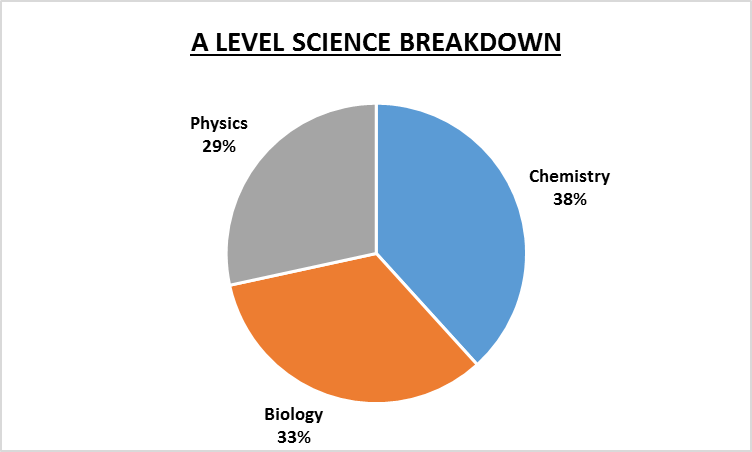 A LEVEL SCIENCE BREAKDOWN
Physics
29%
Chemistry
38%
Biology
33%